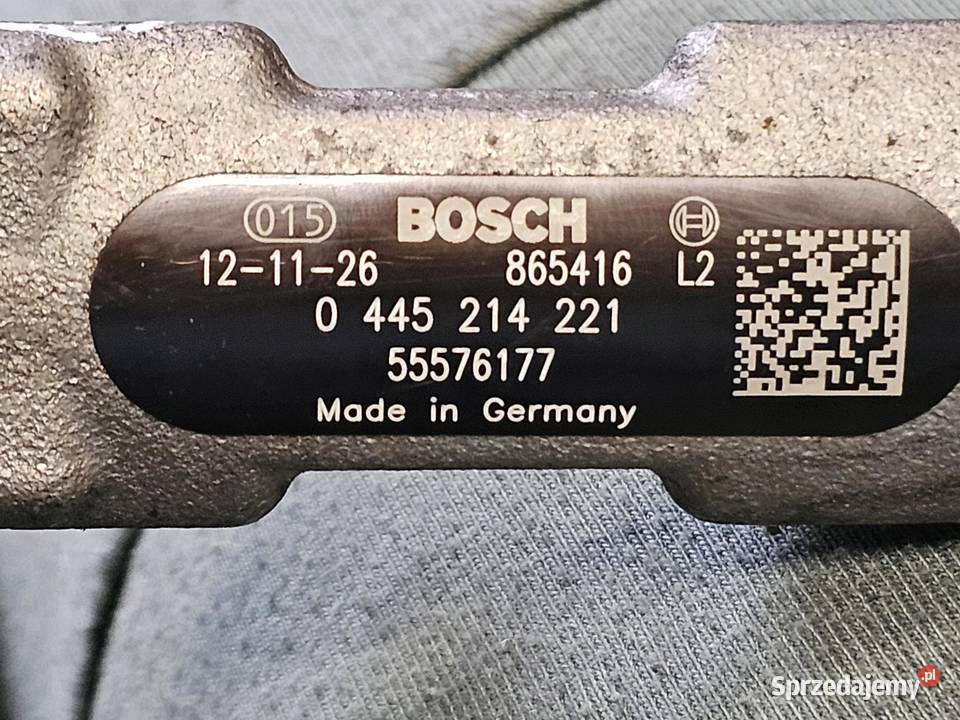 015 BOSCH
12-11-26 865416 L2
0 445 214 221
55576177
Made in Germany
Sprzedajemy.pl